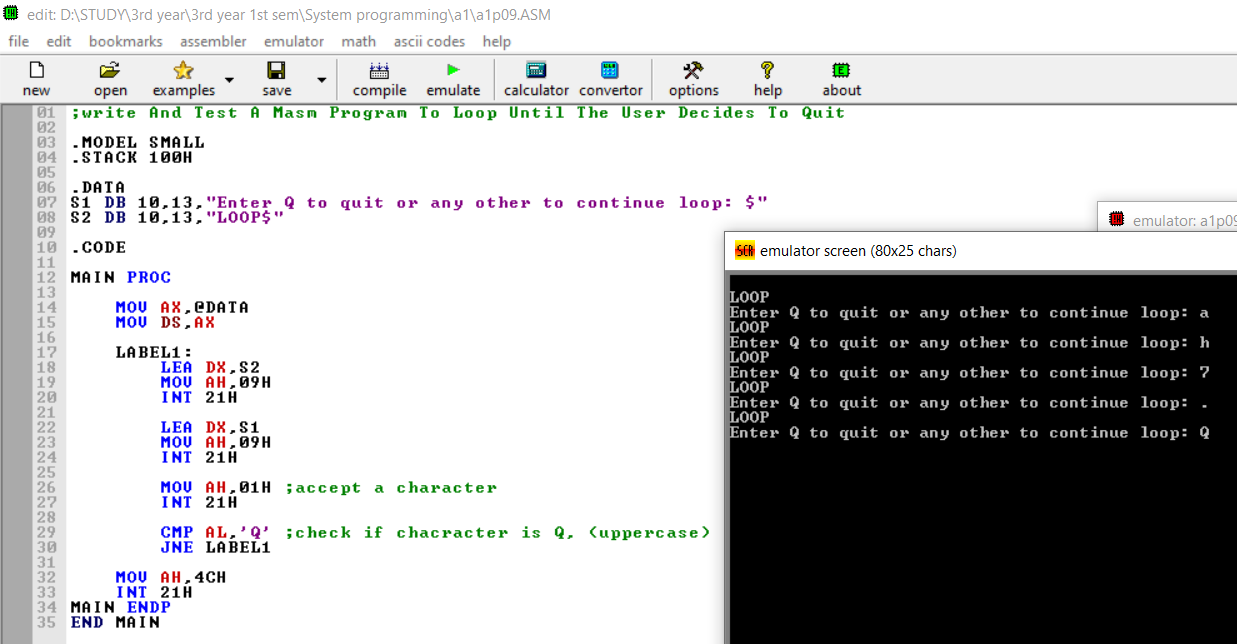 edit: D:\STUDY\3rd year\3rd year 1st sem\System programming\a1\a1p09.ASM
file edit bookmarks assembler emulator math ascii codes help
new open examples save compile emulate calculator convertor options help about
01 ;write And Test A Masm Program To Loop Until The User Decides To Quit
02
03 .MODEL SMALL
04 .STACK 100H
05
06 .DATA
07 S1 DB 10,13,"Enter Q to quit or any other to continue loop: $"
08 S2 DB 10,13,"LOOP$"
09
10 .CODE
11
12 MAIN PROC
13
14 MOV AX,@DATA
15 MOV DS,AX
16
17 LABEL1:
18 LEA DX,S2
19 MOV AH,09H
20 INT 21H
21
22 LEA DX,S1
23 MOV AH,09H
24 INT 21H
25
26 MOV AH,01H ;accept a character
27 INT 21H
28
29 CMP AL,'Q' ;check if chacracter is Q, (uppercase)
30 JNE LABEL1
31
32 MOV AH,4CH
33 INT 21H
34 MAIN ENDP
35 END MAIN
emulator: a1p09
SCR emulator screen (80x25 chars)
LOOP
Enter Q to quit or any other to continue loop: a
LOOP
Enter Q to quit or any other to continue loop: h
LOOP
Enter Q to quit or any other to continue loop: 7
LOOP
Enter Q to quit or any other to continue loop: .
LOOP
Enter Q to quit or any other to continue loop: Q